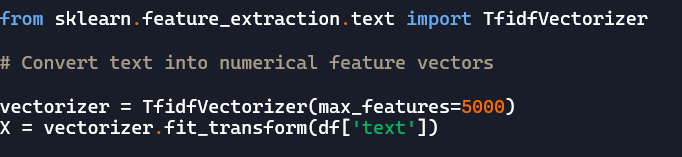 from sklearn.feature_extraction.text import TfidfVectorizer
# Convert text into numerical feature vectors
vectorizer = TfidfVectorizer(max_features=5000)
X = vectorizer.fit_transform(df['text'])